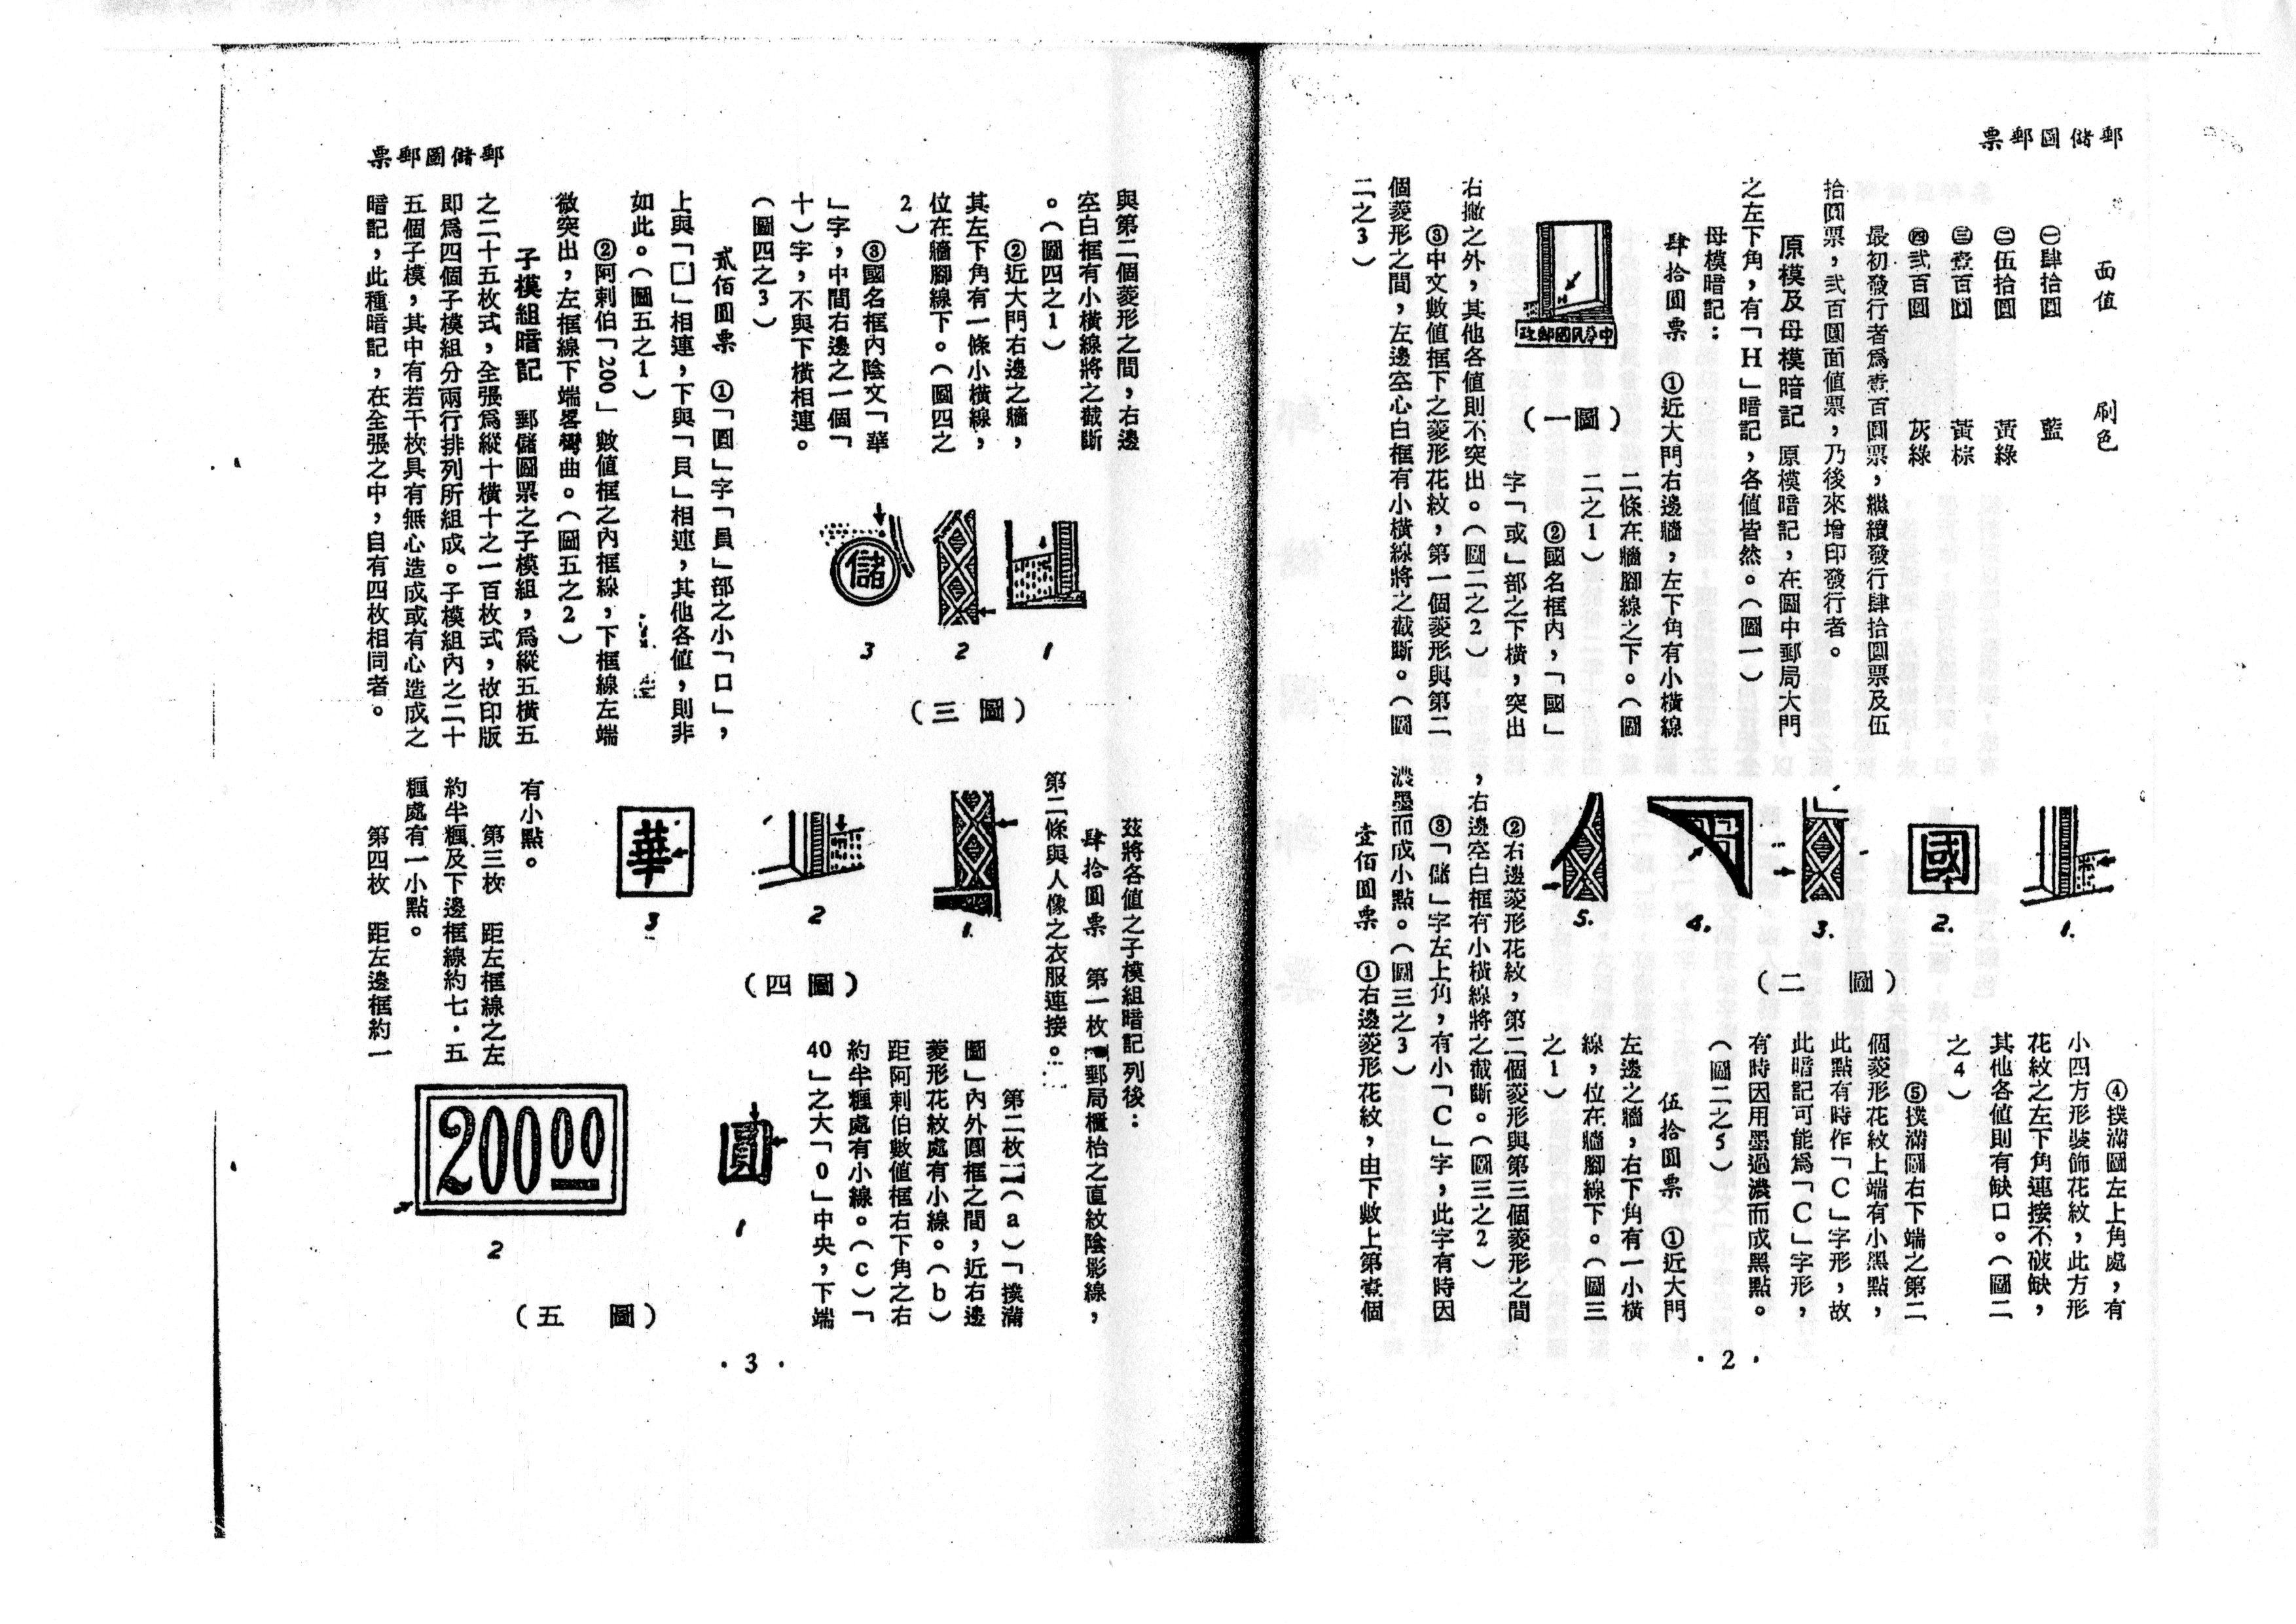 郵儲圖郵票
面值　刷色
㊀肆拾圓　藍
㊁伍拾圓　黃綠
㊂壹百圓　黃棕
㊃弍百圓　灰綠
最初發行者爲壹百圓票，繼續發行肆拾圓票及伍
拾圓票，弍百圓面值票，乃後來增印發行者。
原模及母模暗記　原模暗記，在圖中郵局大門
之左下角，有「H」暗記，各值皆然。（圖一）
母模暗記：
肆拾圓票　①近大門右邊牆，左下角有小橫線
二條在牆腳線之下。（圖
二之1）
②國名框內，「國」
字「或」部之下橫，突出
右撇之外，其他各值則不突出。（圖二之2）
③中文數值框下之菱形花紋，第一個菱形與第二
個菱形之間，左邊空心白框有小橫線將之截斷。（圖
二之3）
中華民國郵政
（圖一）
1.
2.
3.
4.
5.
（圖二）
④撲滿圖左上角處，有
小四方形裝飾花紋，此方形
花紋之左下角連接不破缺，
其他各值則有缺口。（圖二
之4）
⑤撲滿圖右下端之第二
個菱形花紋上端有小黑點，
此點有時作「C」字形，故
此暗記可能爲「C」字形，
有時因用墨過濃而成黑點。
（圖二之5）
伍拾圓票　①近大門
左邊之牆，右下角有一小橫
線，位在牆腳線下。（圖三
之1）
②右邊菱形花紋，第二個菱形與第三個菱形之間
，右邊空白框有小橫線將之截斷。（圖三之2）
③「儲」字左上角，有小「C」字，此字有時因
濃墨而成小點。（圖三之3）
壹佰圓票　①右邊菱形花紋，由下數上第壹個
· 2 ·
郵儲圖郵票
與第二個菱形之間，右邊
空白框有小橫線將之截斷
。（圖四之1）
②近大門右邊之牆，
其左下角有一條小橫線，
位在牆腳線下。（圖四之
2）
③國名框內陰文「華
」字，中間右邊之一個「
十）字，不與下橫相連。
（圖四之3）
貳佰圓票　①「圓」字「員」部之小「口」，
上與「囗」相連，下與「貝」相連，其他各値，則非
如此。（圖五之1）
②阿剌伯「200」數值框之內框線，下框線左端
微突出，左框線下端畧彎曲。（圖五之2）
子模組暗記　郵儲圖票之子模組，爲縱五橫五
之二十五枚式，全張爲縱十橫十之一百枚式，故印版
即爲四個子模組分兩行排列所組成。子模組內之二十
五個子模，其中有若干枚具有無心造成或有心造成之
暗記，此種暗記，在全張之中，自有四枚相同者。
儲
1
2
3
（圖三）
茲將各值之子模組暗記列後：
肆拾圓票　第一枚　郵局櫃枱之直紋陰影線，
第二條與人像之衣服連接。
第二枚　（a）「撲滿
圖」內外圓框之間，近右邊
菱形花紋處有小線。（b）
距阿剌伯數值框右下角之右
約半糎處有小線。（c）「
40」之大「0」中央，下端
有小點。
第三枚　距左框線之左
約半糎及下邊框線約七．五
糎處有一小點。
第四枚　距左邊框約一
1.
2
華
3
（圖四）
圓
1
20000
2
（圖五）
· 3 ·